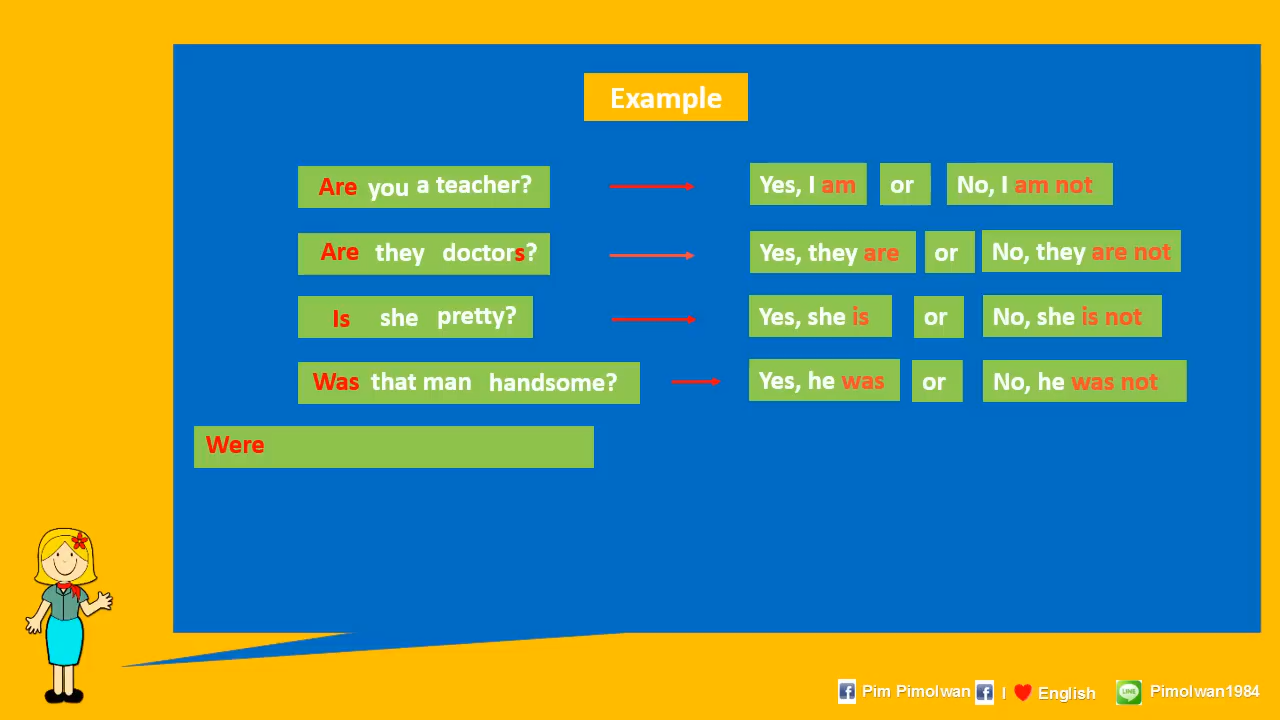 Example
Are you a teacher? Yes, I am or No, I am not
Are they doctors? Yes, they are or No, they are not
Is she pretty? Yes, she is or No, she is not
Was that man handsome? Yes, he was or No, he was not
Were
Pim Pimolwan I English Pimolwan1984